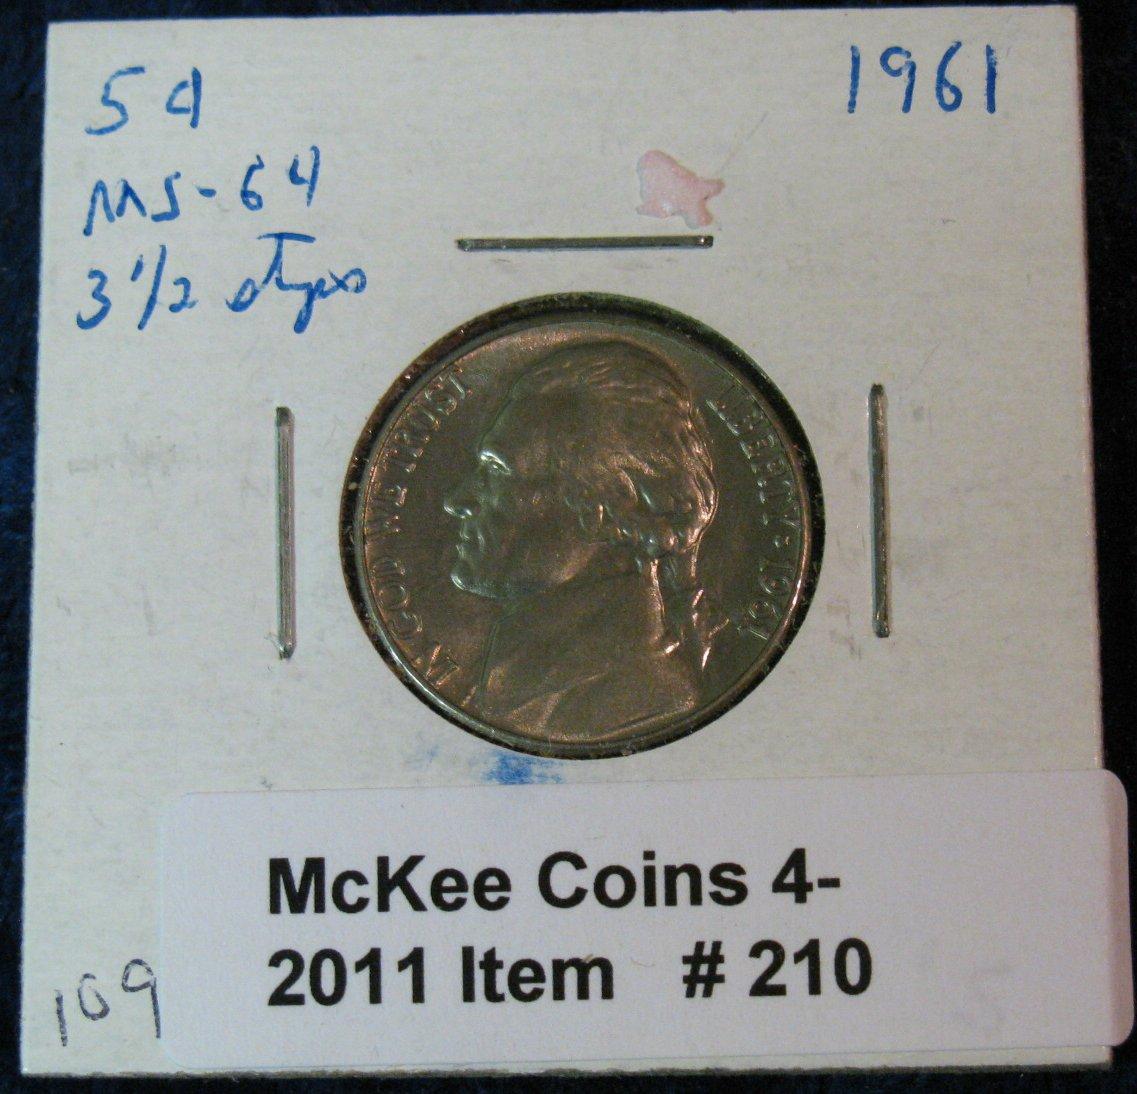 5¢
1961
MS-64
3 1/2 steps
IN GOD WE TRUST
LIBERTY * 1961
McKee Coins 4-
2011 Item # 210
109